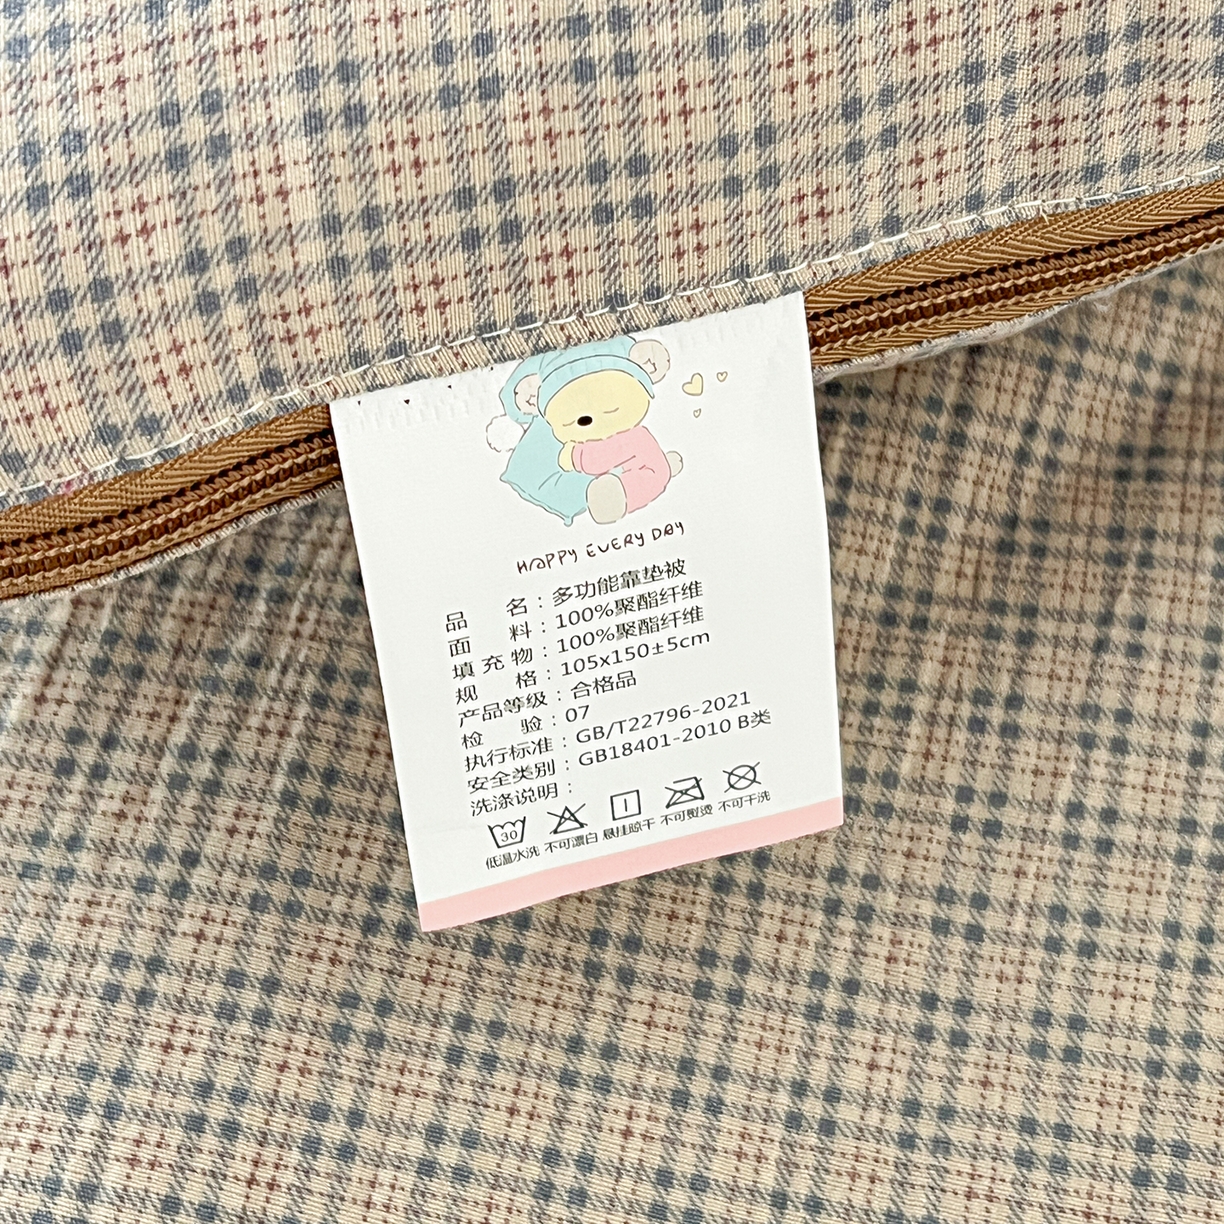 HAPPY EVERY DAY
品 名：多功能靠垫被
面 料：100%聚酯纤维
填充物：100%聚酯纤维
规 格：105x150±5cm
产品等级：合格品
检 验：07
执行标准：GB/T22796-2021
安全类别：GB18401-2010 B类
洗涤说明：
30
低温水洗 不可漂白 悬挂晾干 不可熨烫 不可干洗